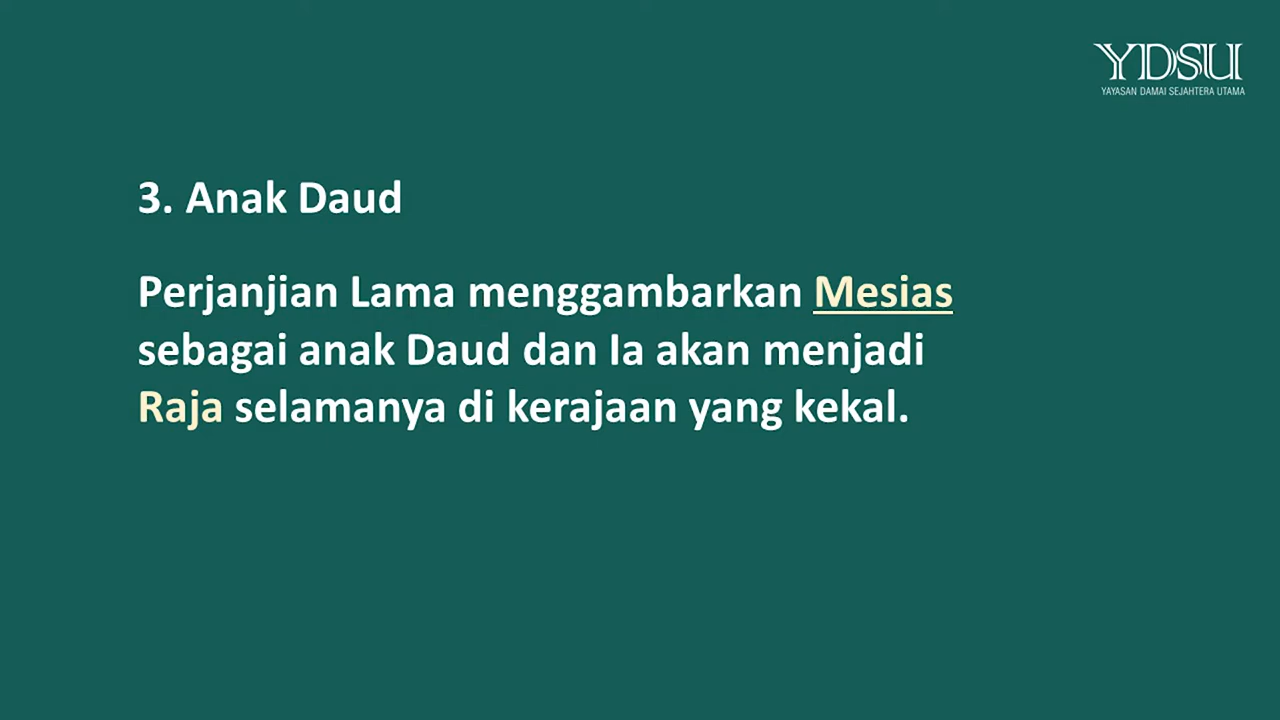 YDSU
YAYASAN DAMAI SEJAHTERA UTAMA
3. Anak Daud
Perjanjian Lama menggambarkan Mesias
sebagai anak Daud dan Ia akan menjadi
Raja selamanya di kerajaan yang kekal.